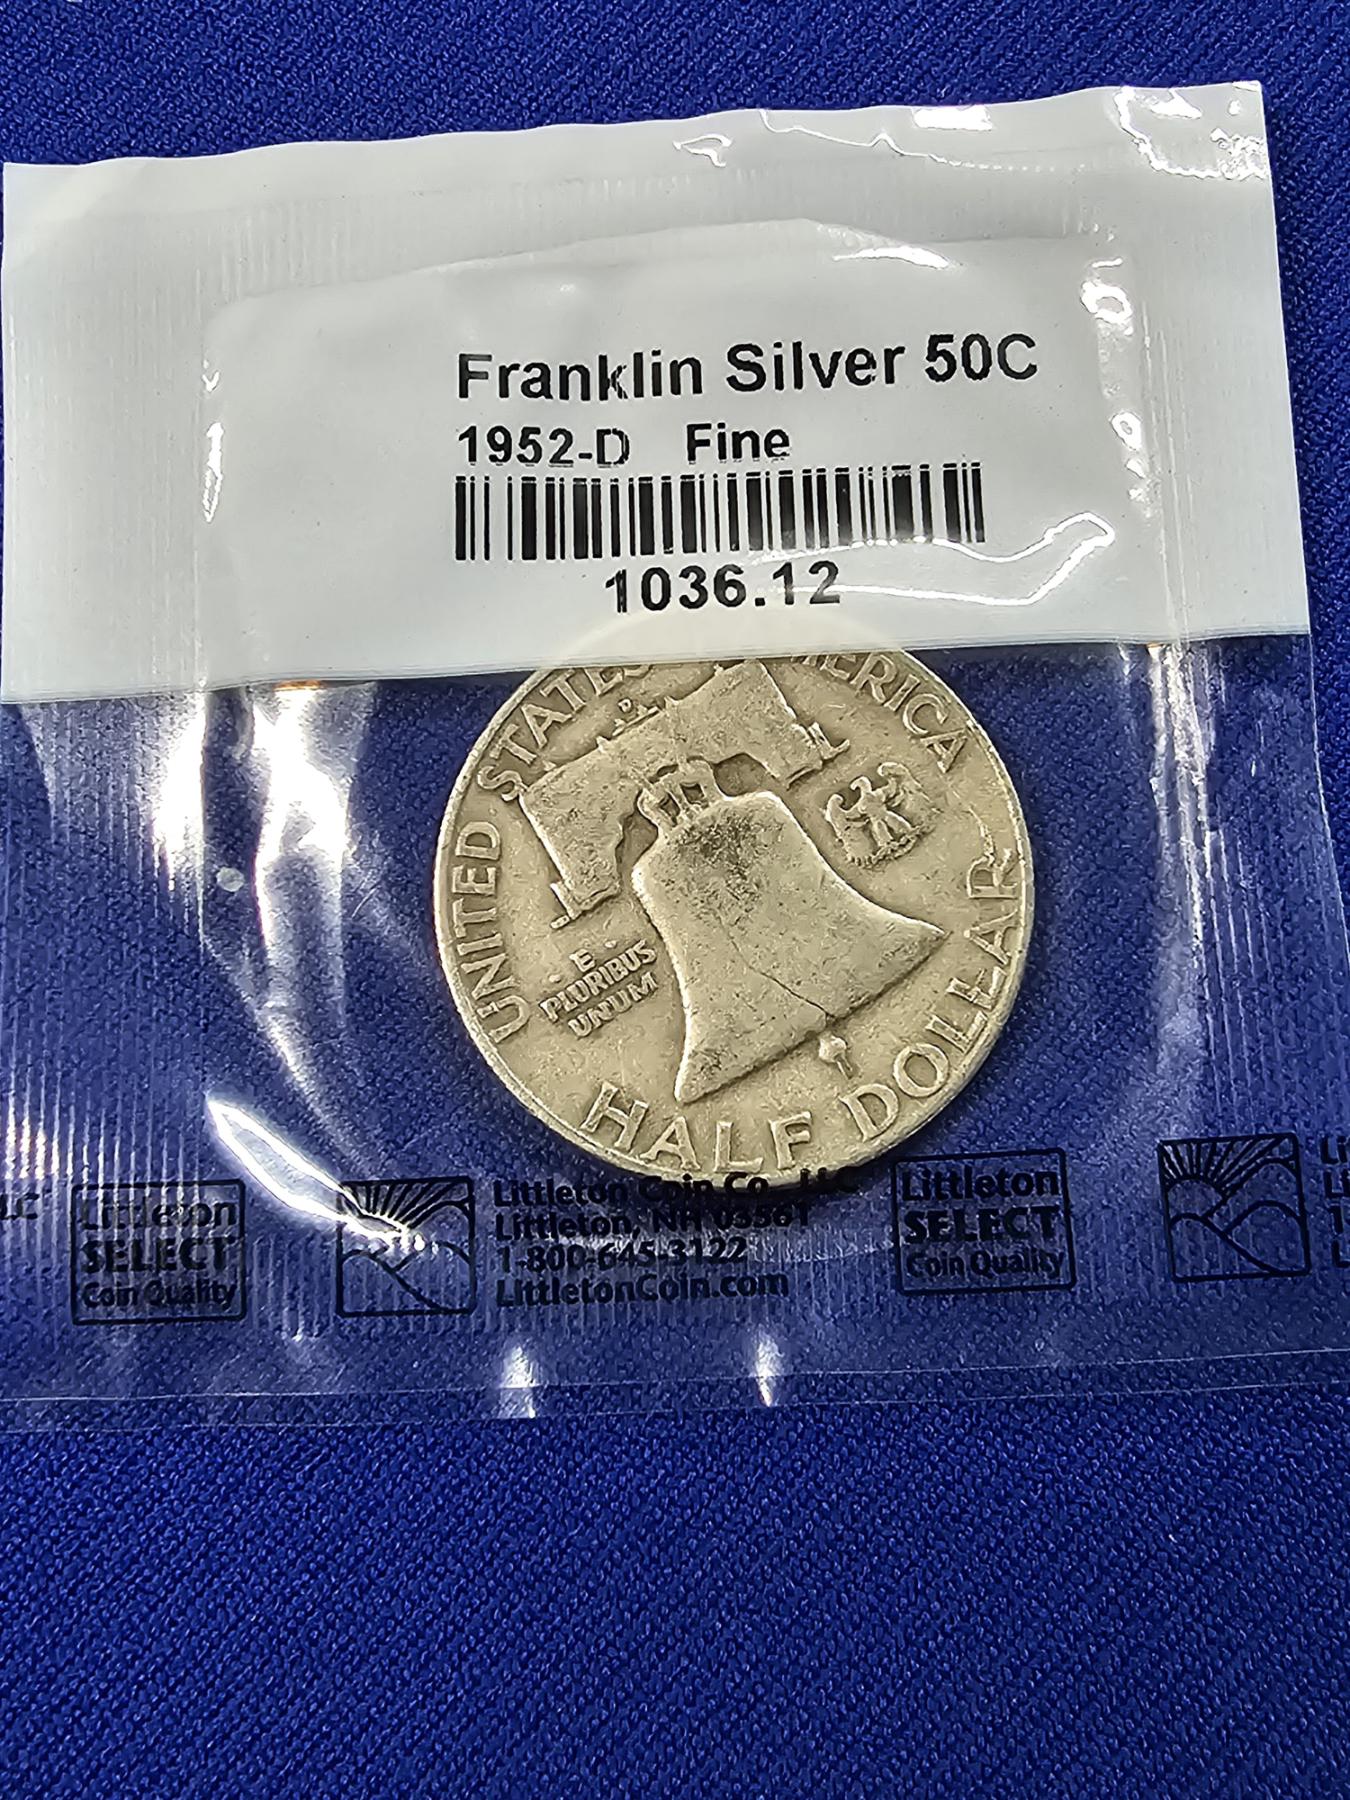 Franklin Silver 50C
1952-D Fine
1036.12
UNITED STATES AMERICA
D
E
PLURIBUS
UNUM
HALF DOLLAR
LLC
Littleton
SELECT
Coin Quality
Littleton Coin Co., LLC
Littleton, NH 03561
1-800-645-3122
LittletonCoin.com
Littleton
SELECT
Coin Quality